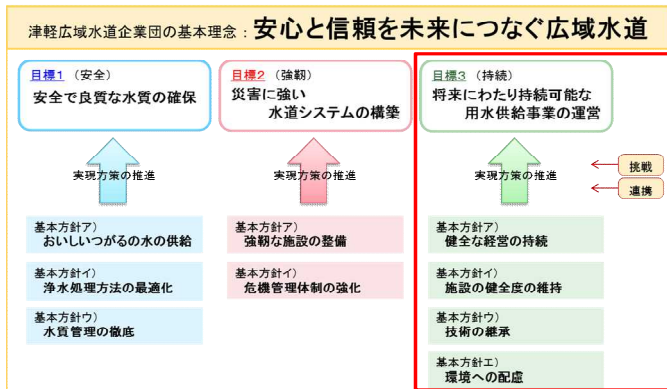 津軽広域水道企業団の基本理念：安心と信頼を未来につなぐ広域水道
目標1（安全）
安全で良質な水質の確保
実現方策の推進
基本方針ア）
おいしいつがるの水の供給
基本方針イ）
浄水処理方法の最適化
基本方針ウ）
水質管理の徹底
目標2（強靭）
災害に強い
水道システムの構築
実現方策の推進
基本方針ア）
強靭な施設の整備
基本方針イ）
危機管理体制の強化
目標3（持続）
将来にわたり持続可能な
用水供給事業の運営
実現方策の推進
挑戦
連携
基本方針ア）
健全な経営の持続
基本方針イ）
施設の健全度の維持
基本方針ウ）
技術の継承
基本方針エ）
環境への配慮